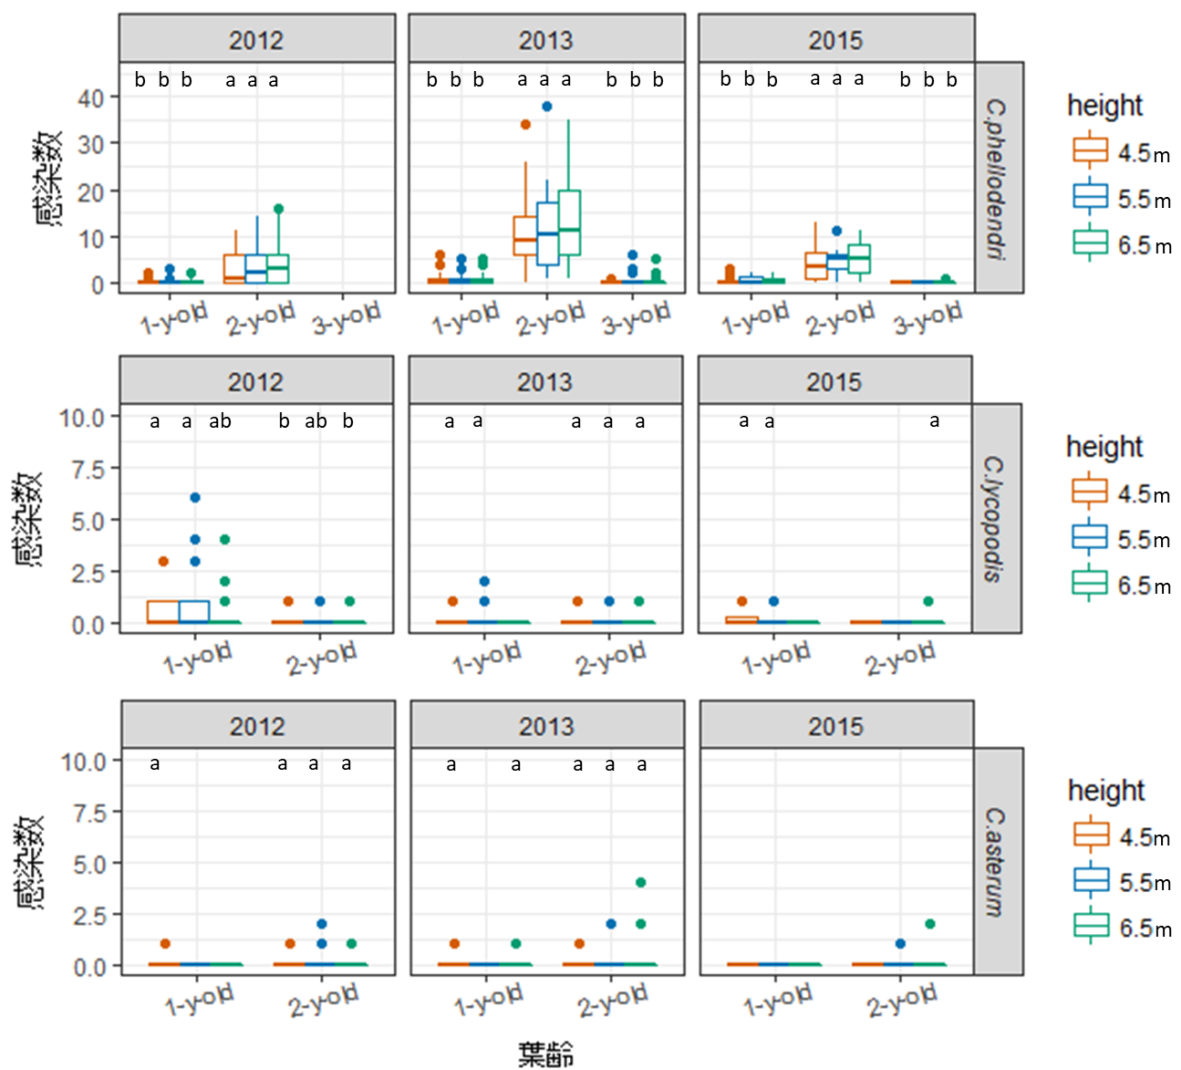 2012 2013 2015
b b b a a a b b b a a a b b b b b b a a a b b b
40
30
20
10
0
感染数
C.phellodendri
1-y-old 2-y-old 3-y-old 1-y-old 2-y-old 3-y-old 1-y-old 2-y-old 3-y-old
height
4.5m
5.5m
6.5m
2012 2013 2015
a a ab b ab b a a a a a a a a
10.0
7.5
5.0
2.5
0.0
感染数
C.lycopodis
1-y-old 2-y-old 1-y-old 2-y-old 1-y-old 2-y-old
height
4.5m
5.5m
6.5m
2012 2013 2015
a a a a a a a a a
10.0
7.5
5.0
2.5
0.0
感染数
C.asterum
1-y-old 2-y-old 1-y-old 2-y-old 1-y-old 2-y-old
height
4.5m
5.5m
6.5m
葉齢